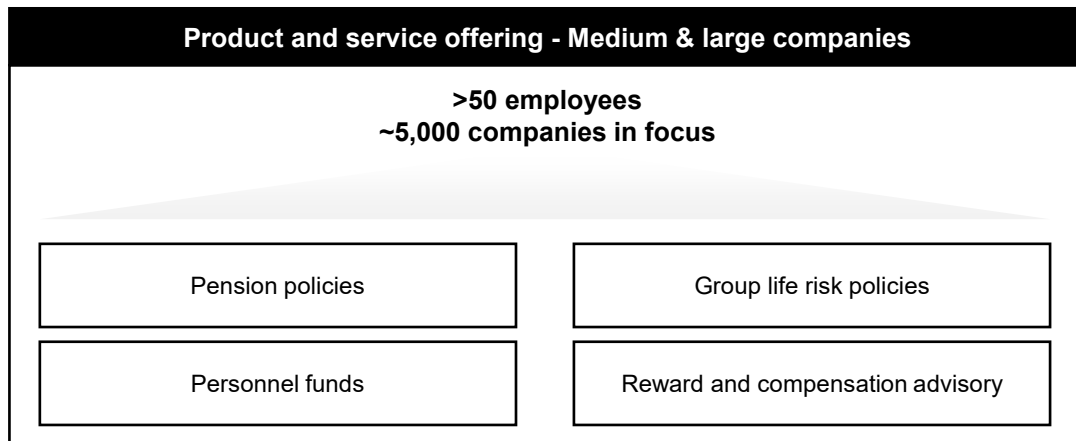 Product and service offering - Medium & large companies
>50 employees
~5,000 companies in focus
Pension policies
Group life risk policies
Personnel funds
Reward and compensation advisory